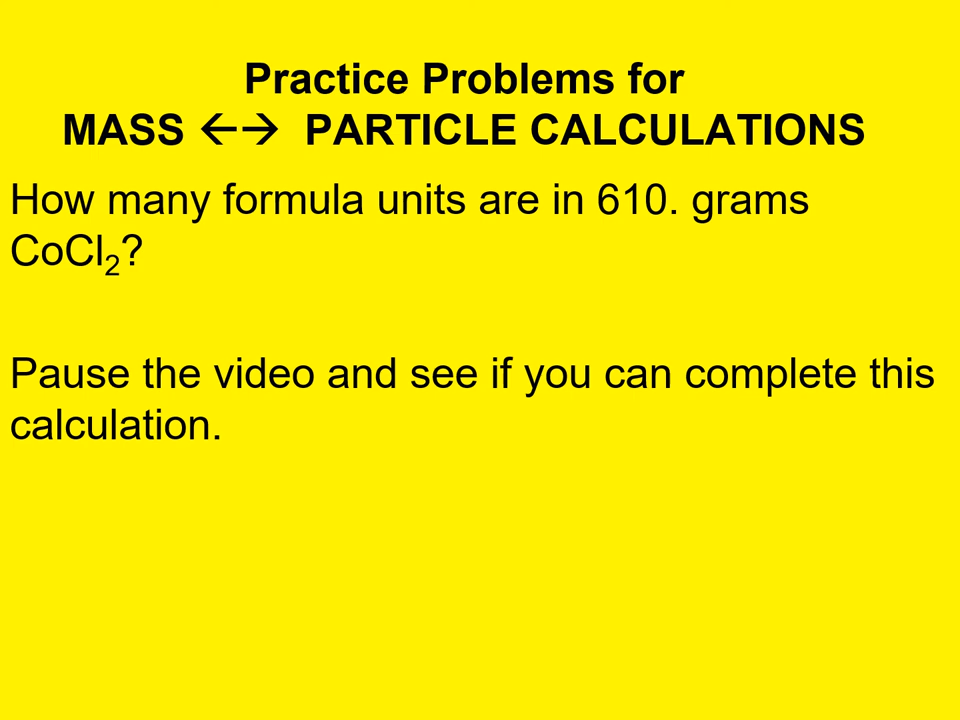 Practice Problems for
MASS ←→ PARTICLE CALCULATIONS
How many formula units are in 610. grams
CoCl₂?
Pause the video and see if you can complete this
calculation.